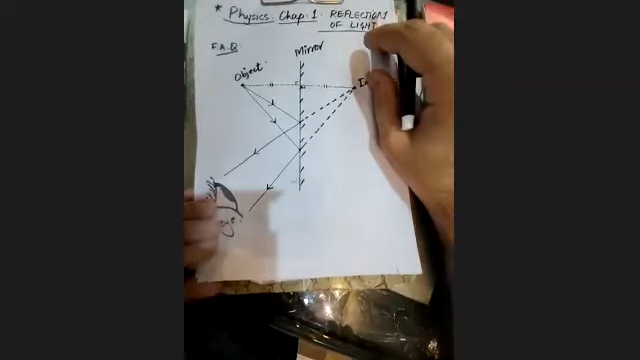 * Physics. Chap. 1. REFLECTION
OF LIGHT
F.A.Q.
Mirror
Object
eye